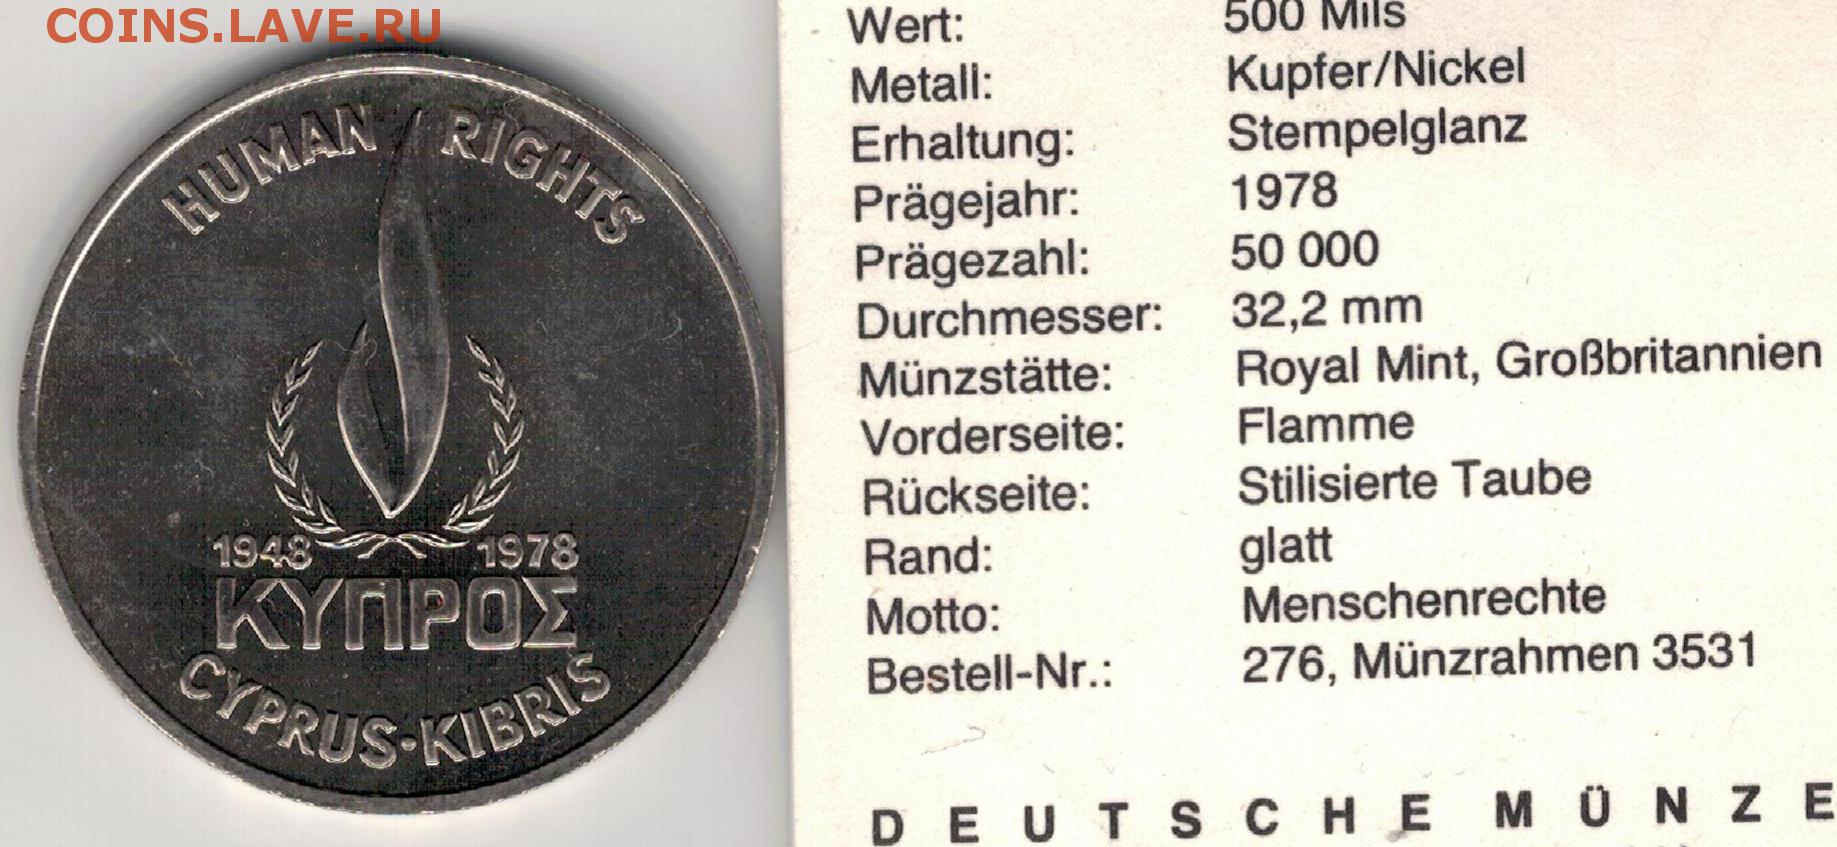 COINS.LAVE.RU
HUMAN RIGHTS
1948 1978
ΚΥΠΡΟΣ
CYPRUS·KIBRIS
Wert: 500 Mils
Metall: Kupfer/Nickel
Erhaltung: Stempelglanz
Prägejahr: 1978
Prägezahl: 50 000
Durchmesser: 32,2 mm
Münzstätte: Royal Mint, Großbritannien
Vorderseite: Flamme
Rückseite: Stilisierte Taube
Rand: glatt
Motto: Menschenrechte
Bestell-Nr.: 276, Münzrahmen 3531
DEUTSCHE MÜNZE